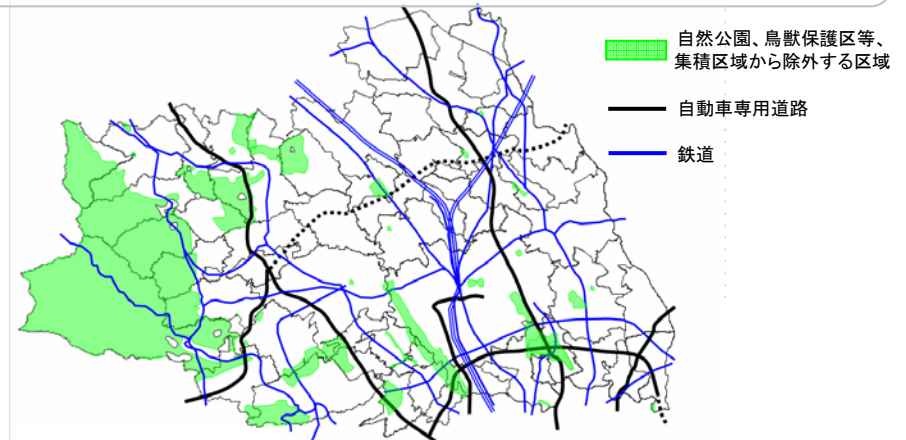 自然公園、鳥獣保護区等、
集積区域から除外する区域
自動車専用道路
鉄道